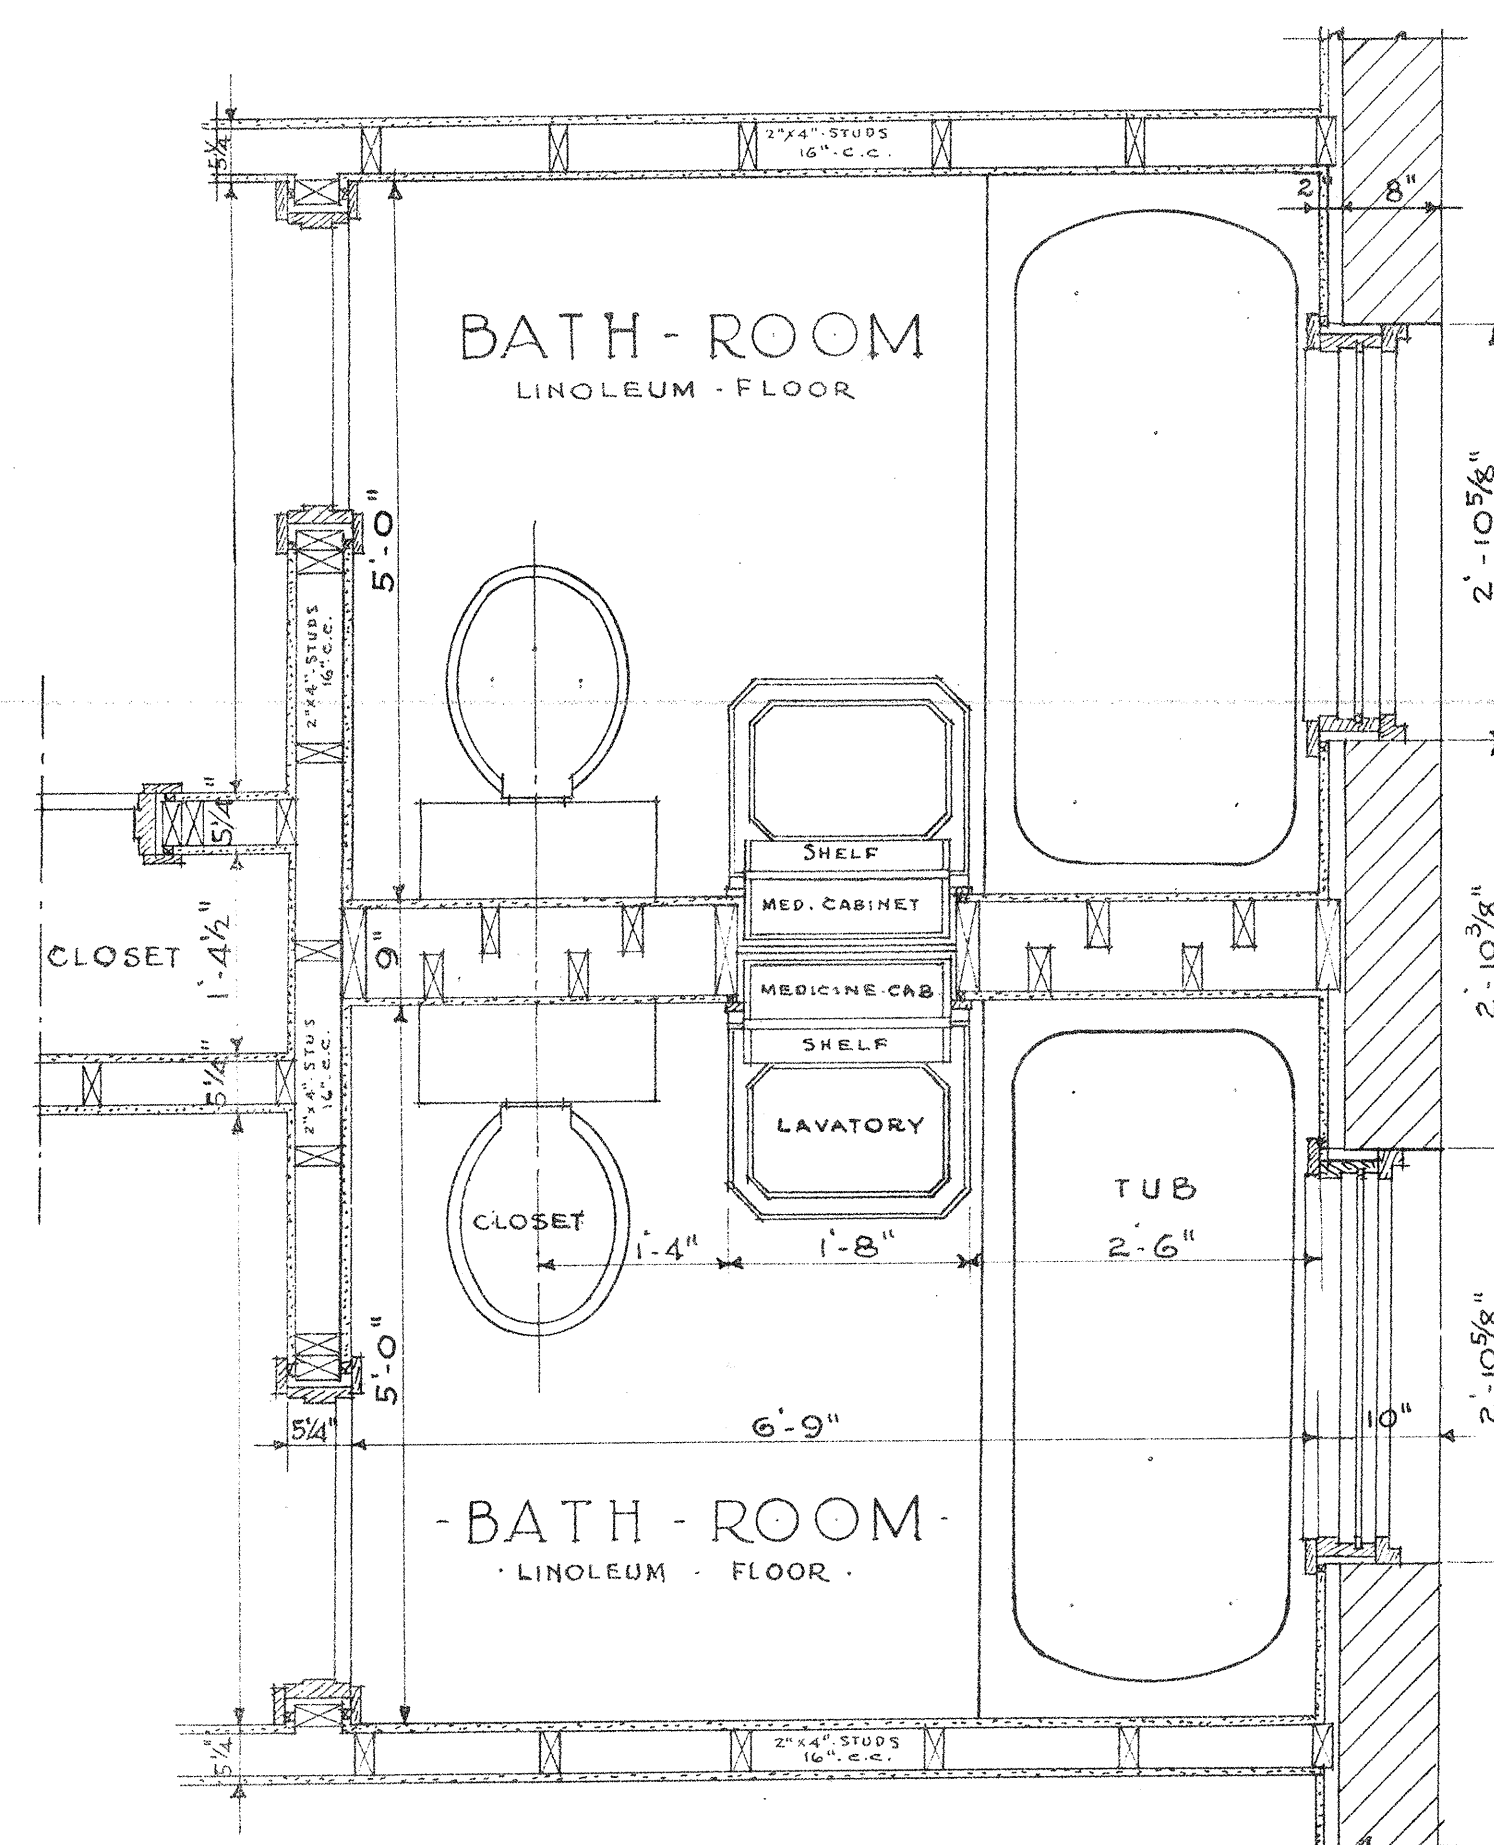 2"X4"-STUDS
16"-C.C.
5¼"
2
8"
BATH-ROOM
LINOLEUM-FLOOR
2'-10⅝"
5'-0"
2"X4"-STUDS
16"C.C.
SHELF
5¼"
MED. CABINET
CLOSET
1'-4½"
9"
MEDICINE-CAB
2'-10⅜"
SHELF
5¼"
2"X4"STUDS
16"C.C.
LAVATORY
TUB
CLOSET
1'-4"
1'-8"
2'-6"
5'-0"
2'-10⅝"
5¼"
6'-9"
10"
-BATH-ROOM-
·LINOLEUM - FLOOR·
2"X4"-STUDS
16"-C.C.
5¼"